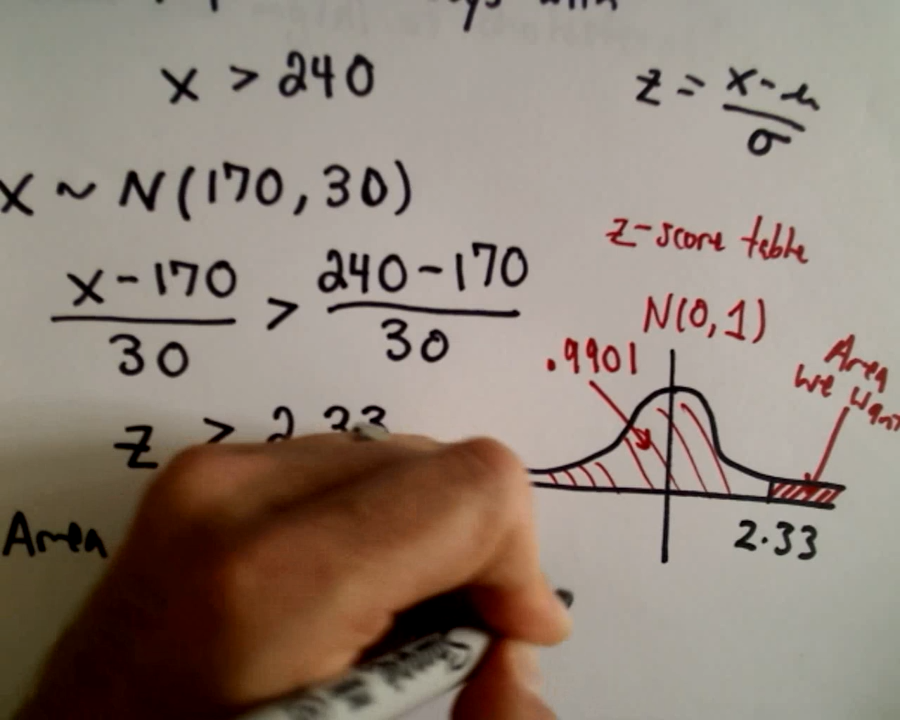 x > 240
z = x-μ / σ
X ~ N(170, 30)
z-score table
x-170 / 30 > 240-170 / 30
N(0, 1)
.9901
Area
we want
z > 2.33
2.33
Area